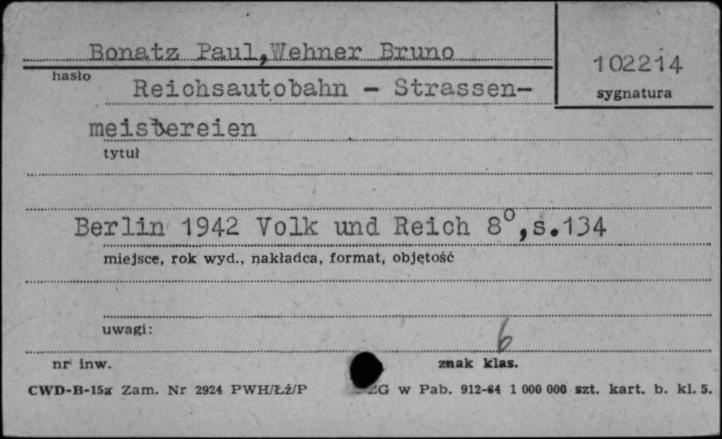 Bonatz Paul,Wehner Bruno
102214
hasło
sygnatura
Reichsautobahn - Strassen-
meistereien
tytuł
Berlin 1942 Volk und Reich 8°,s.134
miejsce, rok wyd., nakładca, format, objętość
uwagi:
6
nr inw.
znak klas.
CWD-B-15a Zam. Nr 2924 PWH/Łź/P
ZG w Pab. 912-64 1 000 000 szt. kart. b. kl. 5.